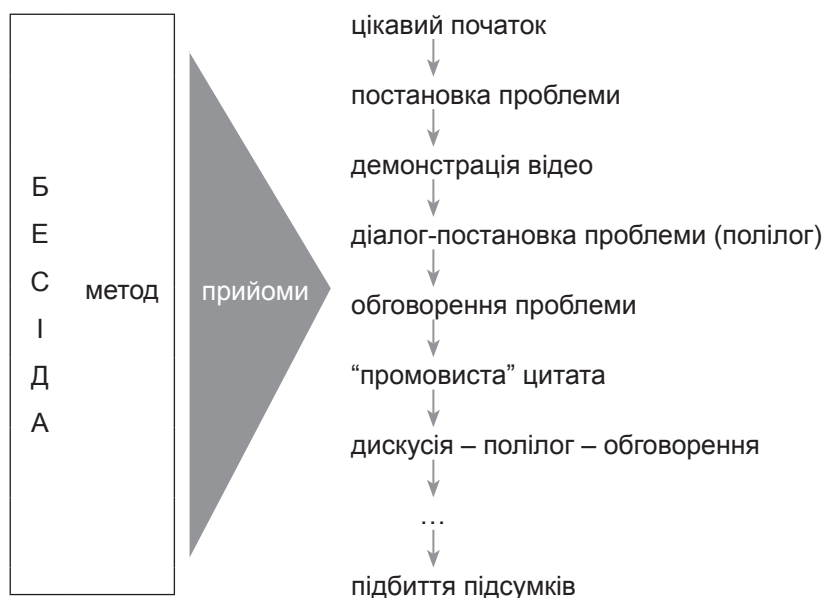 БЕСІДА
метод
прийоми
цікавий початок
постановка проблеми
демонстрація відео
діалог-постановка проблеми (полілог)
обговорення проблеми
“промовиста” цитата
дискусія – полілог – обговорення
...
підбиття підсумків